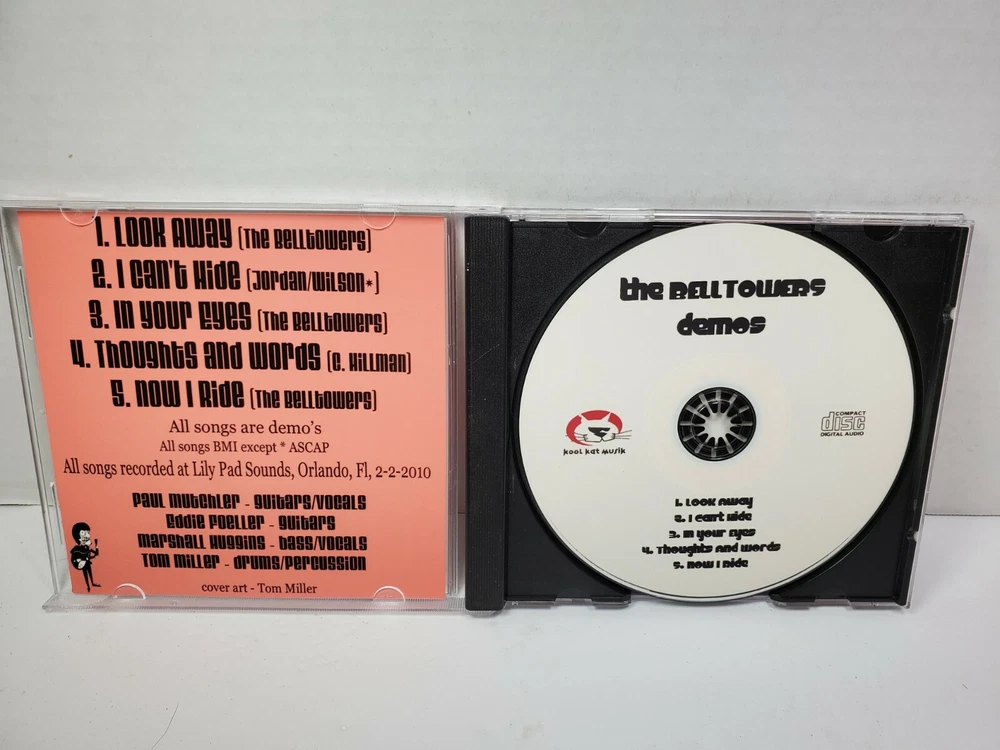 1. Look Away (The Belltowers)
2. I Can't Hide (Jordan/Wilson*)
3. In Your Eyes (The Belltowers)
4. Thoughts and Words (C. Hillman)
5. Now I Ride (The Belltowers)
All songs are demo's
All songs BMI except * ASCAP
All songs recorded at Lily Pad Sounds, Orlando, Fl, 2-2-2010
Paul Mutchler - guitars/vocals
Eddie Foeller - guitars
Marshall Huggins - bass/vocals
Tom Miller - drums/percussion
cover art - Tom Miller
the BELLTOWERS
demos
kool kat musik
COMPACT
disc
DIGITAL AUDIO
1. Look Away
2. I Can't Hide
3. In Your Eyes
4. Thoughts and Words
5. Now I Ride